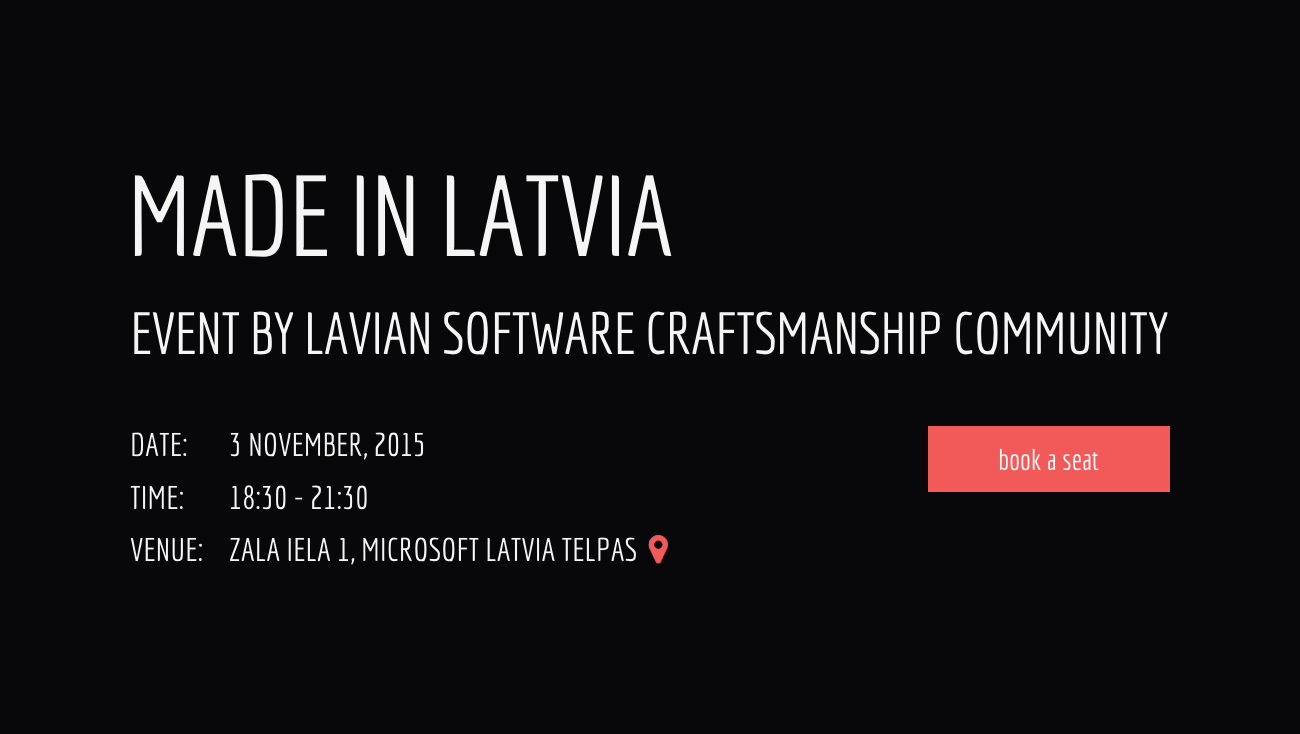 MADE IN LATVIA
EVENT BY LAVIAN SOFTWARE CRAFTSMANSHIP COMMUNITY
DATE: 3 NOVEMBER, 2015
book a seat
TIME: 18:30 - 21:30
VENUE: ZALA IELA 1, MICROSOFT LATVIA TELPAS